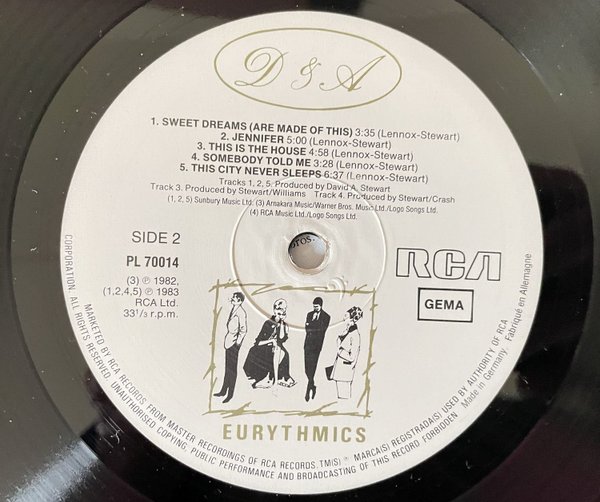 D & A
1. SWEET DREAMS (ARE MADE OF THIS) 3:35 (Lennox-Stewart)
2. JENNIFER 5:00 (Lennox-Stewart)
3. THIS IS THE HOUSE 4:58 (Lennox-Stewart)
4. SOMEBODY TOLD ME 3:28 (Lennox-Stewart)
5. THIS CITY NEVER SLEEPS 6:37 (Lennox-Stewart)
Tracks 1, 2, 5. Produced by David A. Stewart
Track 3. Produced by Stewart/Williams Track 4. Produced by Stewart/Crash
(1, 2, 5) Sunbury Music Ltd. (3) Arnakara Music/Warner Bros. Music Ltd./Logo Songs Ltd.
(4) RCA Music Ltd./Logo Songs Ltd.
SIDE 2
PL 70014
(3) ℗ 1982,
(1,2,4,5) ℗ 1983
RCA Ltd.
33 1/3 r.p.m.
RCA
GEMA
EURYTHMICS
MARKETED BY RCA RECORDS FROM MASTER RECORDINGS OF RCA RECORDS. TM(S) ® MARCA(S) REGISTRADA(S) USED BY AUTHORITY OF RCA
CORPORATION. ALL RIGHTS RESERVED. UNAUTHORISED COPYING, PUBLIC PERFORMANCE AND BROADCASTING OF THIS RECORD FORBIDDEN Made in Germany. Fabriqué en Allemagne